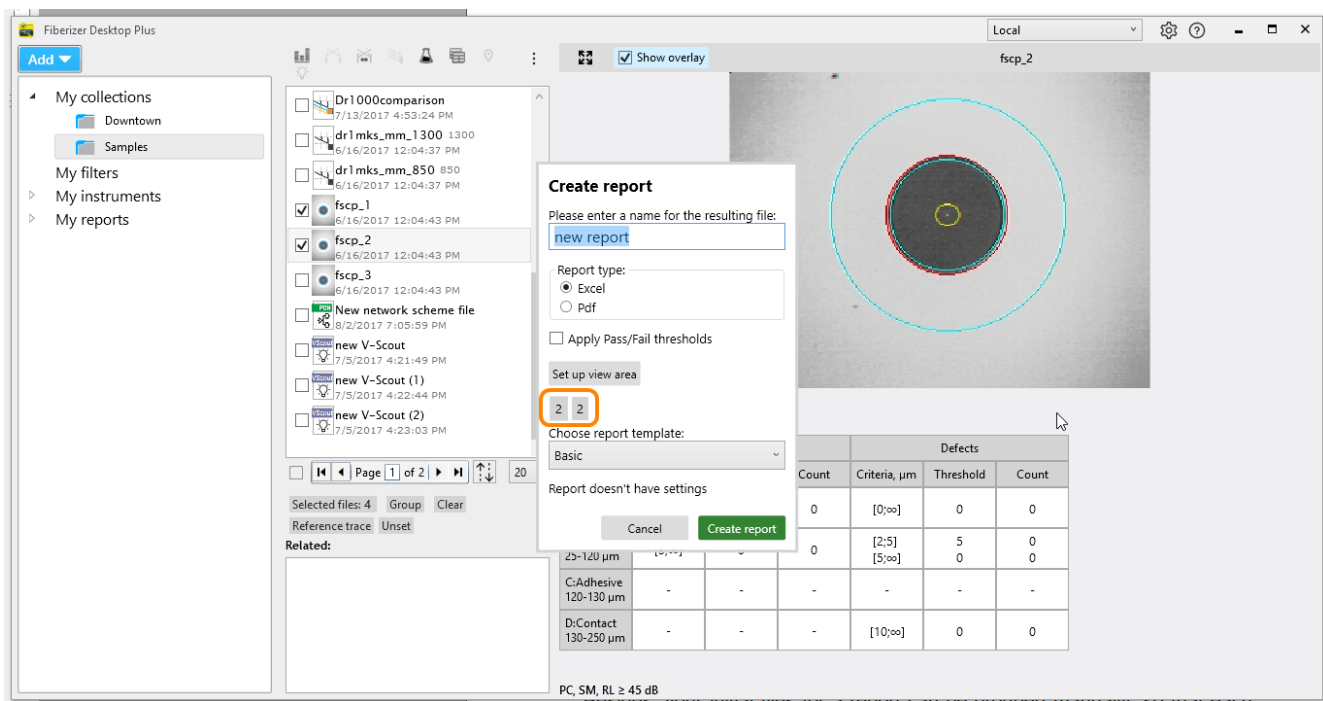 Fiberizer Desktop Plus
Local
Add
Show overlay
fscp_2
My collections
Downtown
Samples
My filters
My instruments
My reports
Dr1000comparison
7/13/2017 4:53:24 PM
dr1mks_mm_1300 1300
6/16/2017 12:04:37 PM
dr1mks_mm_850 850
6/16/2017 12:04:37 PM
fscp_1
6/16/2017 12:04:43 PM
fscp_2
6/16/2017 12:04:43 PM
fscp_3
6/16/2017 12:04:43 PM
PON
New network scheme file
8/2/2017 7:05:59 PM
VScout
new V-Scout
7/5/2017 4:21:49 PM
VScout
new V-Scout (1)
7/5/2017 4:22:44 PM
VScout
new V-Scout (2)
7/5/2017 4:23:03 PM
Page 1 of 2
20
Selected files: 4 Group Clear
Reference trace Unset
Related:
Create report
Please enter a name for the resulting file:
new report
Report type:
Excel
Pdf
Apply Pass/Fail thresholds
Set up view area
2 2
Choose report template:
Basic
Report doesn't have settings
Cancel Create report
Defects
Count Criteria, µm Threshold Count
0 [0;∞] 0 0
25-120 µm 0 [2;5] 5 0
[5;∞] 0 0
C:Adhesive
120-130 µm - - - - - -
D:Contact
130-250 µm - - - [10;∞] 0 0
PC, SM, RL ≥ 45 dB